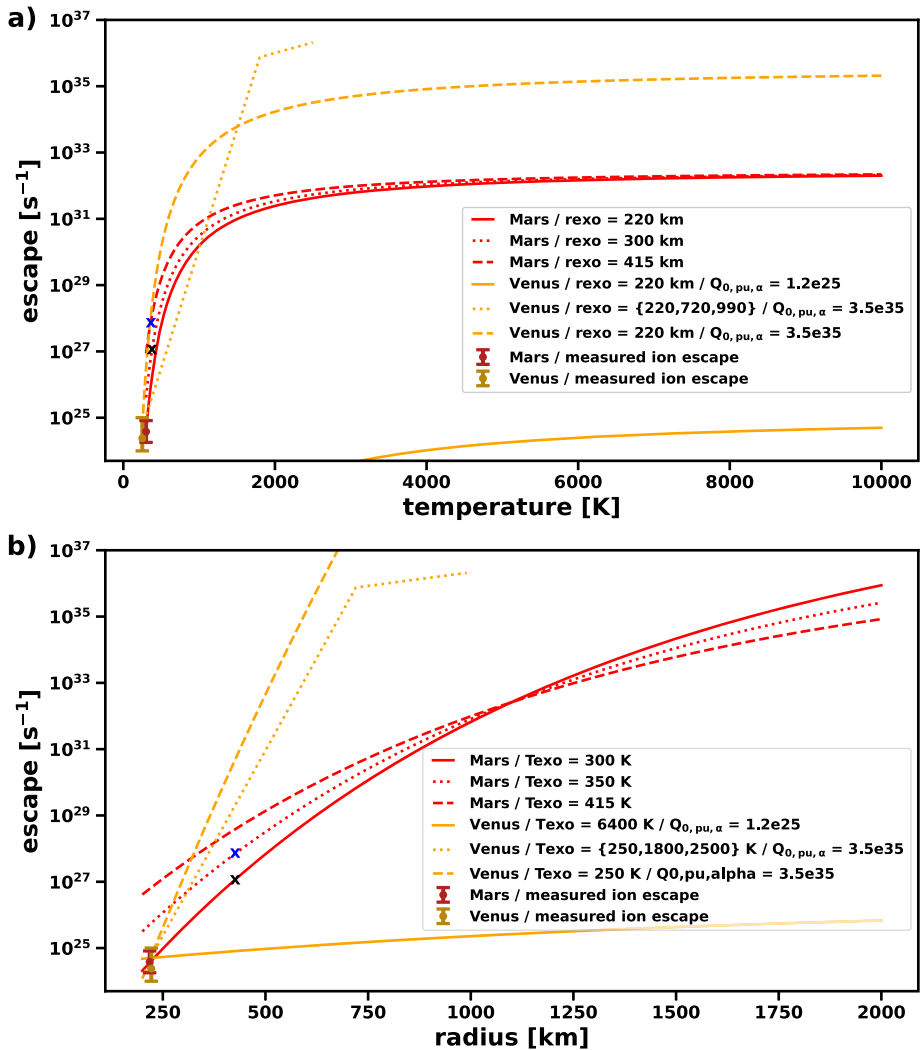 a)
10^37
10^35
10^33
10^31
10^29
10^27
10^25
escape [s^−1]
x
x
Mars / rexo = 220 km
Mars / rexo = 300 km
Mars / rexo = 415 km
Venus / rexo = 220 km / Q_0,pu,α = 1.2e25
Venus / rexo = {220,720,990} / Q_0,pu,α = 3.5e35
Venus / rexo = 220 km / Q_0,pu,α = 3.5e35
Mars / measured ion escape
Venus / measured ion escape
0 2000 4000 6000 8000 10000
temperature [K]
b)
10^37
10^35
10^33
10^31
10^29
10^27
10^25
escape [s^−1]
x
x
Mars / Texo = 300 K
Mars / Texo = 350 K
Mars / Texo = 415 K
Venus / Texo = 6400 K / Q_0,pu,α = 1.2e25
Venus / Texo = {250,1800,2500} K / Q_0,pu,α = 3.5e35
Venus / Texo = 250 K / Q0,pu,alpha = 3.5e35
Mars / measured ion escape
Venus / measured ion escape
250 500 750 1000 1250 1500 1750 2000
radius [km]